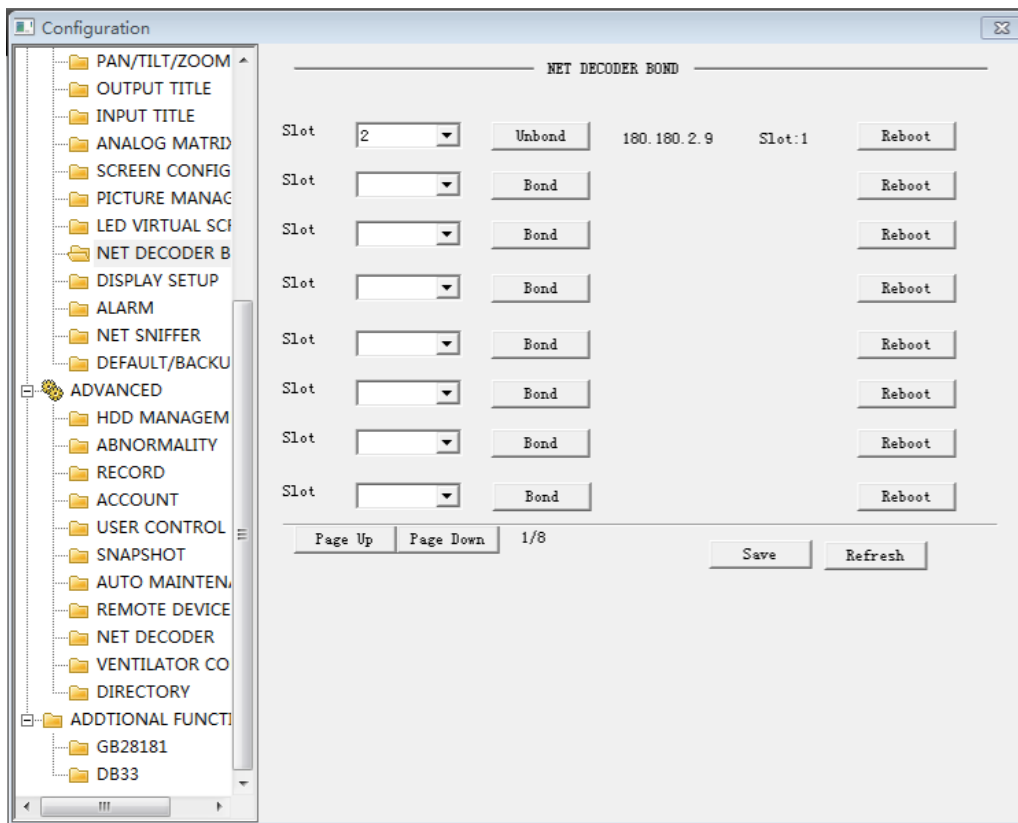 Configuration
PAN/TILT/ZOOM
OUTPUT TITLE
INPUT TITLE
ANALOG MATRIX
SCREEN CONFIG
PICTURE MANAG
LED VIRTUAL SCR
NET DECODER B
DISPLAY SETUP
ALARM
NET SNIFFER
DEFAULT/BACKU
ADVANCED
HDD MANAGEM
ABNORMALITY
RECORD
ACCOUNT
USER CONTROL
SNAPSHOT
AUTO MAINTENA
REMOTE DEVICE
NET DECODER
VENTILATOR CO
DIRECTORY
ADDTIONAL FUNCTI
GB28181
DB33
NET DECODER BOND
Slot 2 Unbond 180.180.2.9 Slot:1 Reboot
Slot Bond Reboot
Slot Bond Reboot
Slot Bond Reboot
Slot Bond Reboot
Slot Bond Reboot
Slot Bond Reboot
Slot Bond Reboot
Page Up Page Down 1/8
Save Refresh